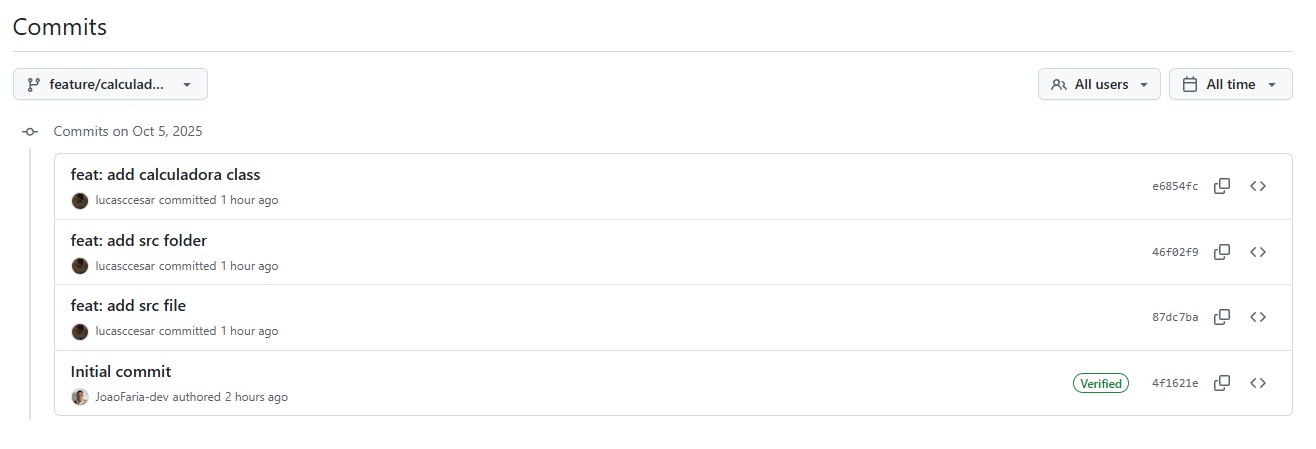 Commits
feature/calculad...
All users
All time
Commits on Oct 5, 2025
feat: add calculadora class
lucasccesar committed 1 hour ago
e6854fc
feat: add src folder
lucasccesar committed 1 hour ago
46f02f9
feat: add src file
lucasccesar committed 1 hour ago
87dc7ba
Initial commit
JoaoFaria-dev authored 2 hours ago
Verified
4f1621e